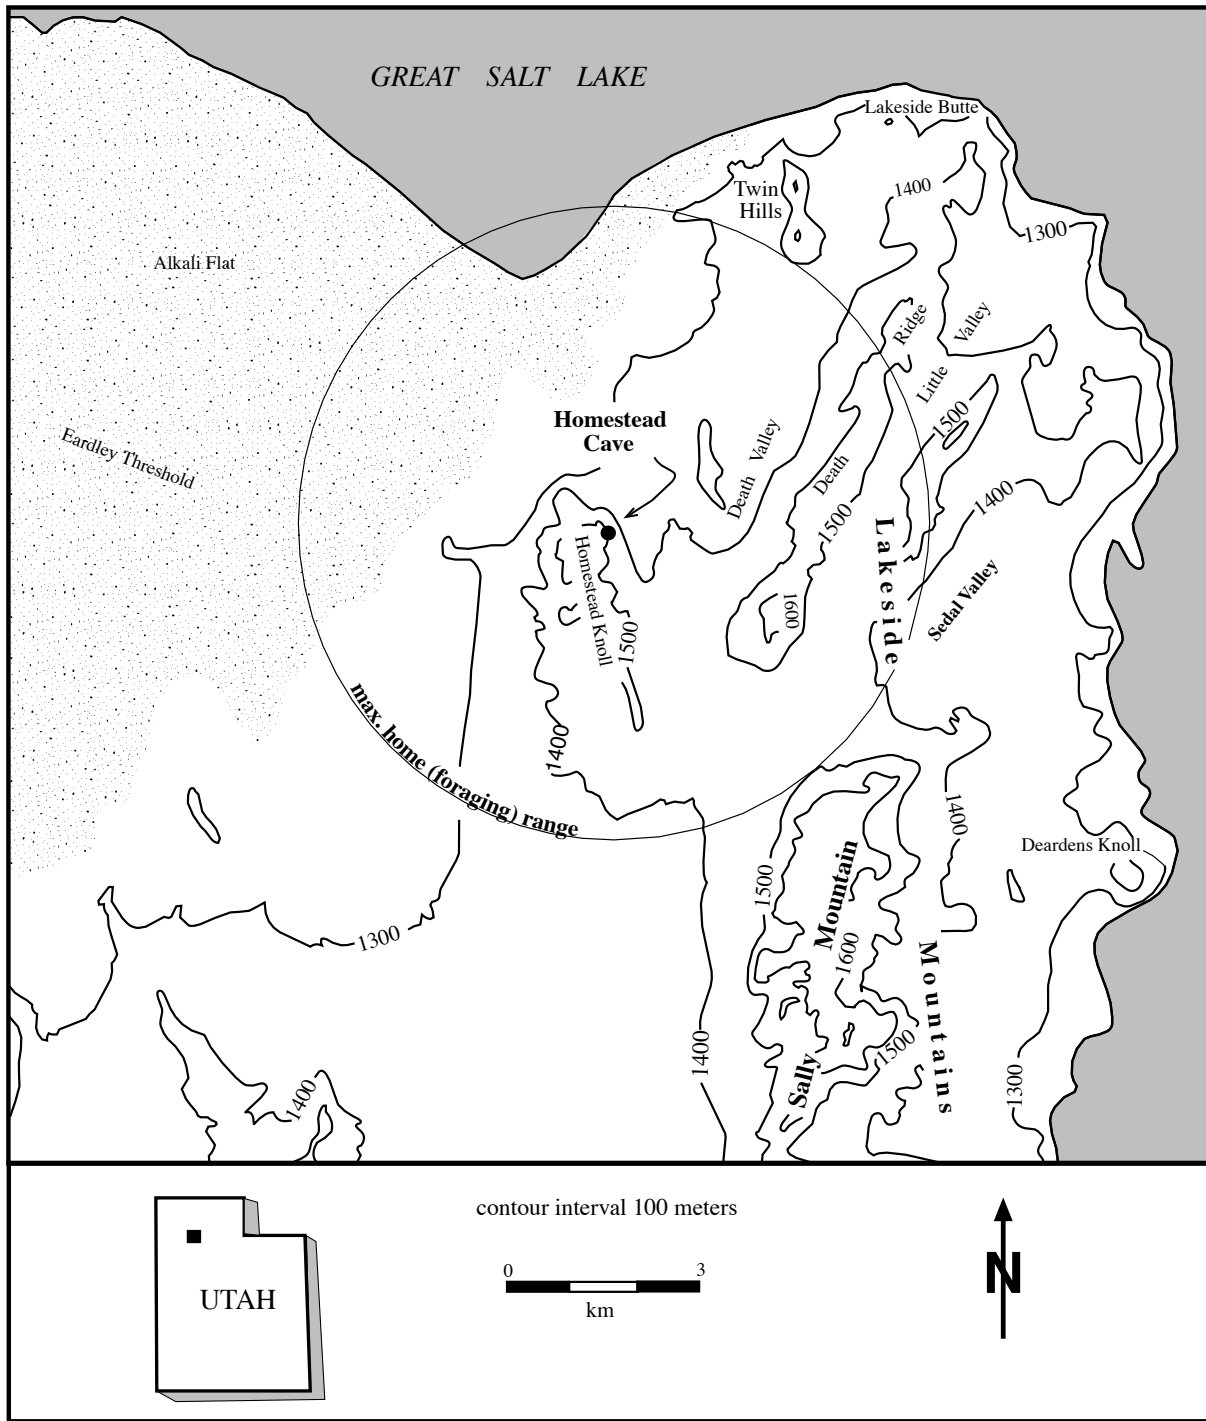 GREAT SALT LAKE
Lakeside Butte
Twin
Hills
1400
1300
Alkali Flat
Ridge
Valley
Little
Homestead
Cave
1500
Eardley Threshold
Valley
Death
Death
1400
1500
Lakeside
Homestead Knoll
1600
Sedal Valley
1500
max. home (foraging) range
1400
1400
Deardens Knoll
Mountain
1500
1300
1600
Mountains
1400
1500
Sally
1300
1400
contour interval 100 meters
0 3
km
UTAH
N